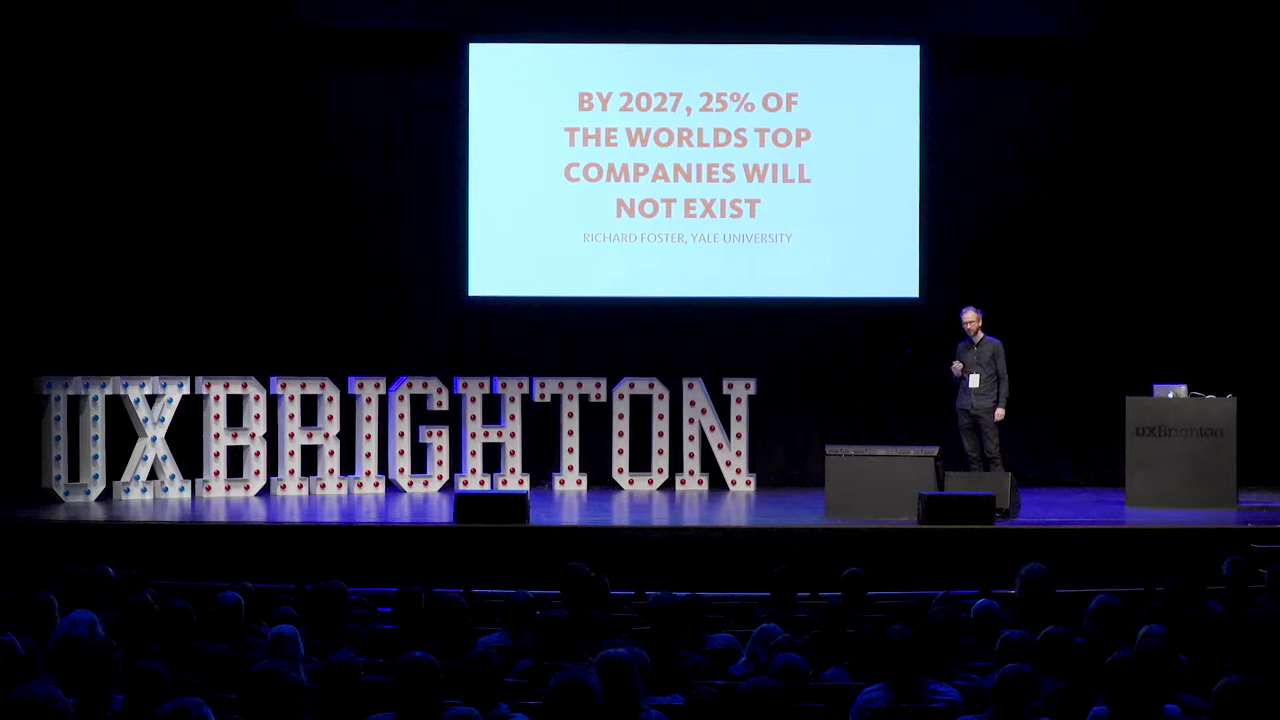 BY 2027, 25% OF
THE WORLDS TOP
COMPANIES WILL
NOT EXIST
RICHARD FOSTER, YALE UNIVERSITY
UXBRIGHTON
uxBrighton